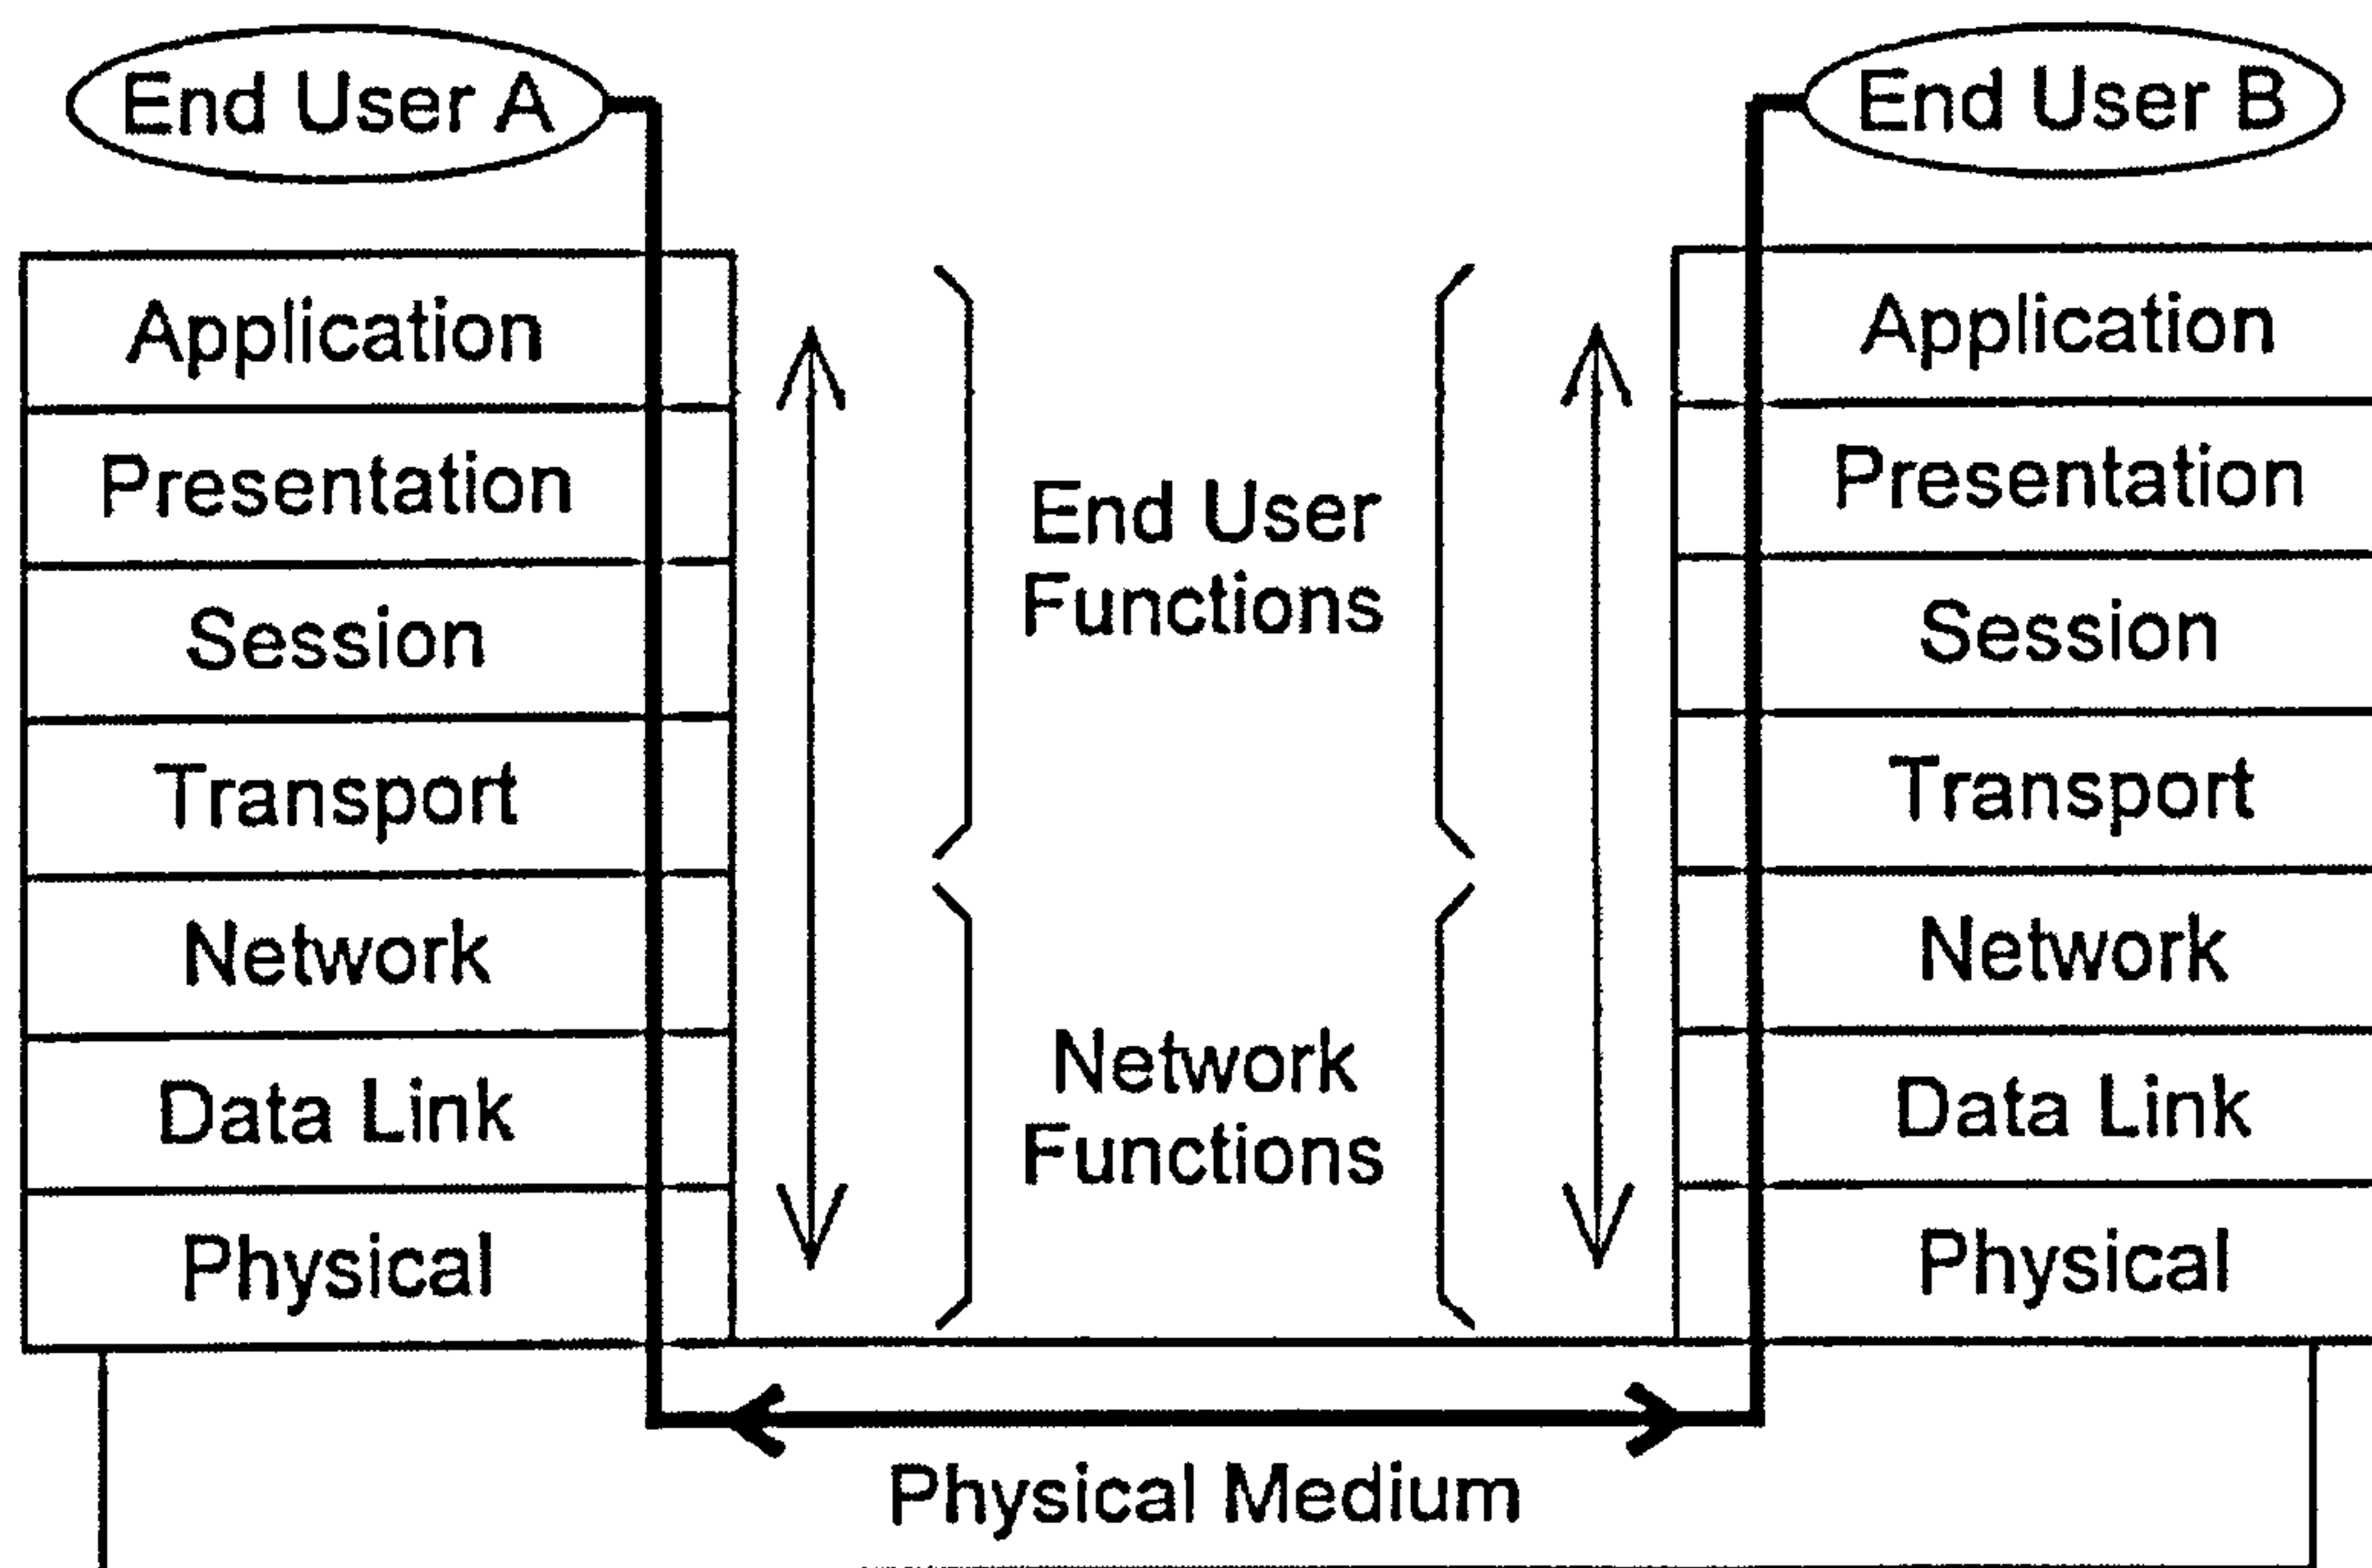 End User A
End User B
Application
Presentation
Session
Transport
Network
Data Link
Physical
End User
Functions
Network
Functions
Application
Presentation
Session
Transport
Network
Data Link
Physical
Physical Medium